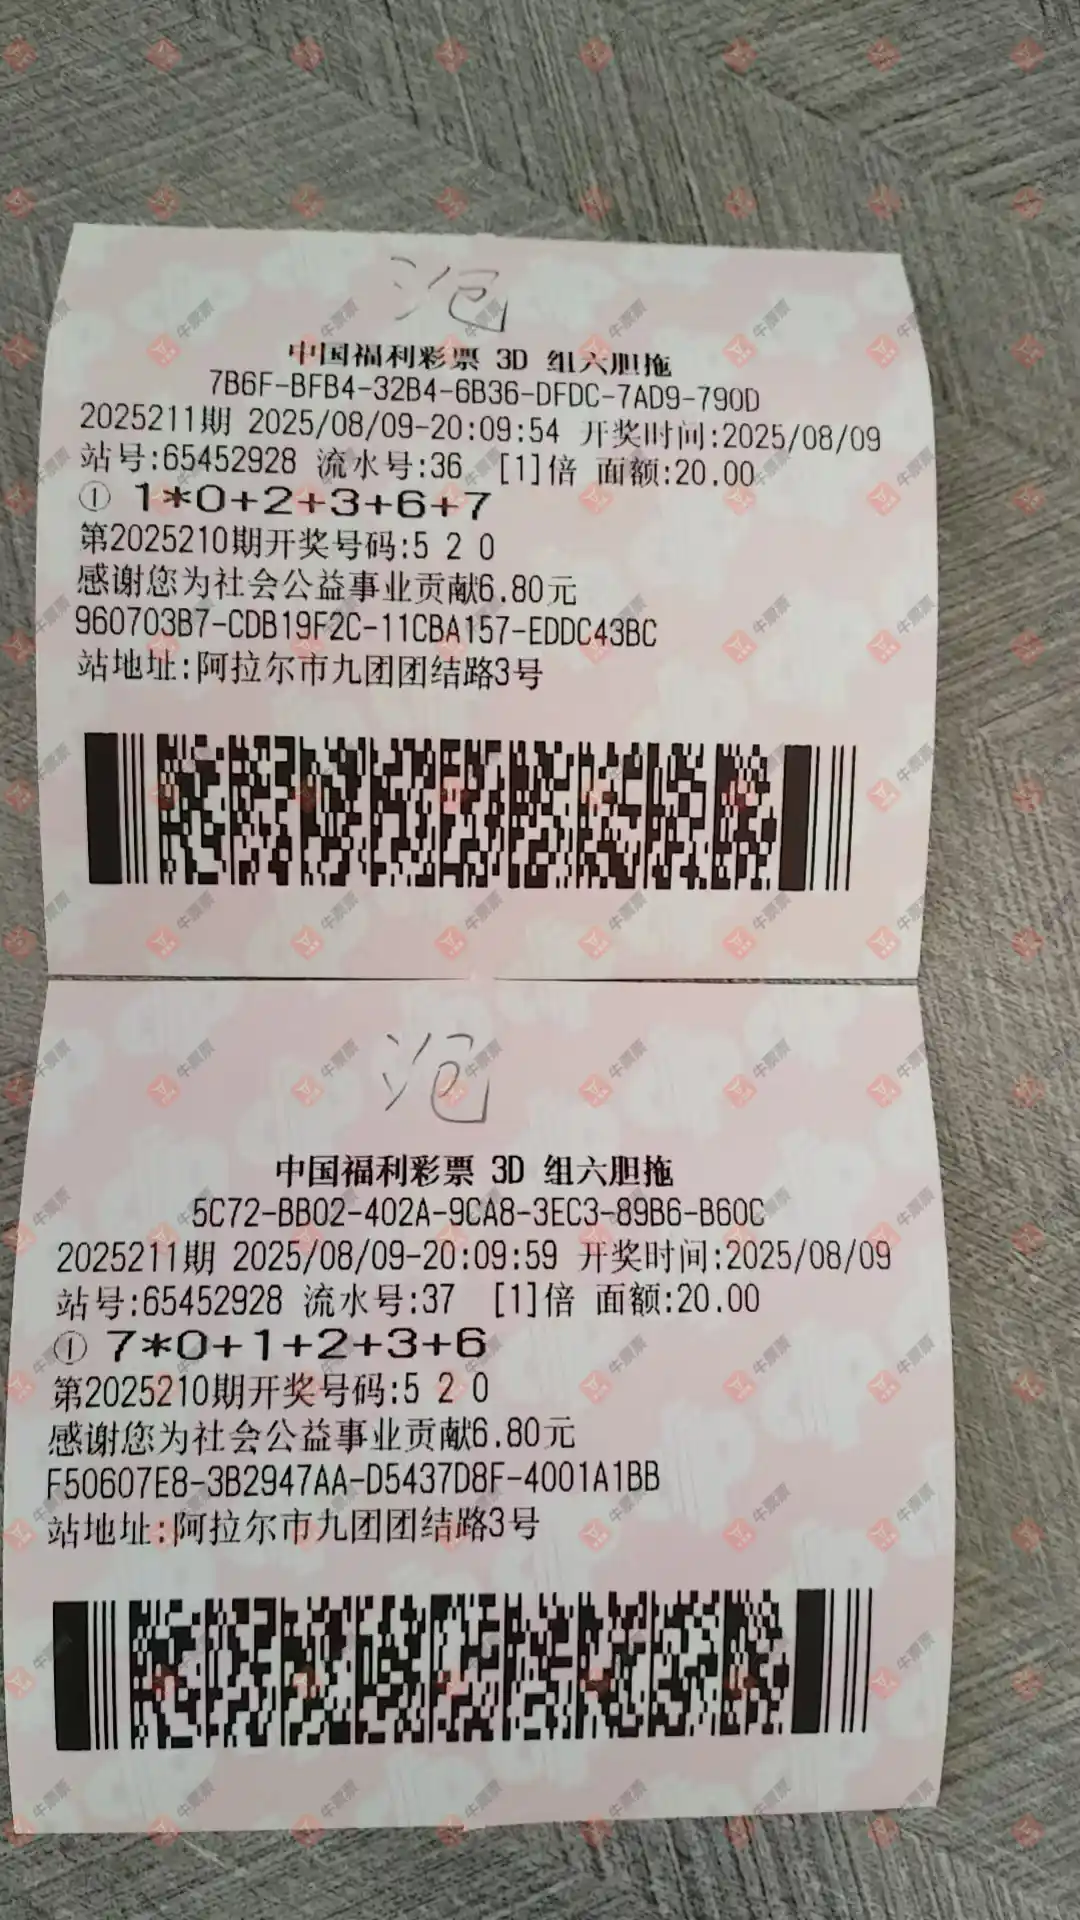 泡
中国福利彩票 3D 组六胆拖
7B6F-BFB4-32B4-6B36-DFDC-7AD9-790D
2025211期 2025/08/09-20:09:54 开奖时间:2025/08/09
站号:65452928 流水号:36 [1]倍 面额:20.00
① 1*0+2+3+6+7
第2025210期开奖号码:5 2 0
感谢您为社会公益事业贡献6.80元
960703B7-CDB19F2C-11CBA157-EDDC43BC
站地址:阿拉尔市九团团结路3号
泡
中国福利彩票 3D 组六胆拖
5C72-BB02-402A-9CA8-3EC3-89B6-B60C
2025211期 2025/08/09-20:09:59 开奖时间:2025/08/09
站号:65452928 流水号:37 [1]倍 面额:20.00
① 7*0+1+2+3+6
第2025210期开奖号码:5 2 0
感谢您为社会公益事业贡献6.80元
F50607E8-3B2947AA-D5437D8F-4001A1BB
站地址:阿拉尔市九团团结路3号
牛票票